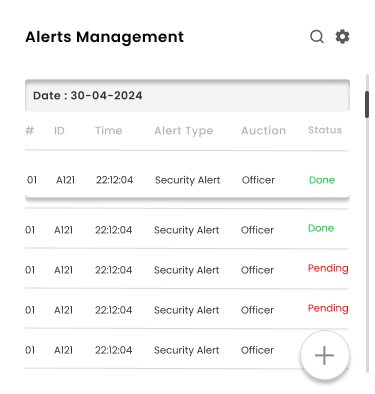 Alerts Management
Date : 30-04-2024
# ID Time Alert Type Auction Status
01 A121 22:12:04 Security Alert Officer Done
01 A121 22:12:04 Security Alert Officer Done
01 A121 22:12:04 Security Alert Officer Pending
01 A121 22:12:04 Security Alert Officer Pending
01 A121 22:12:04 Security Alert Officer